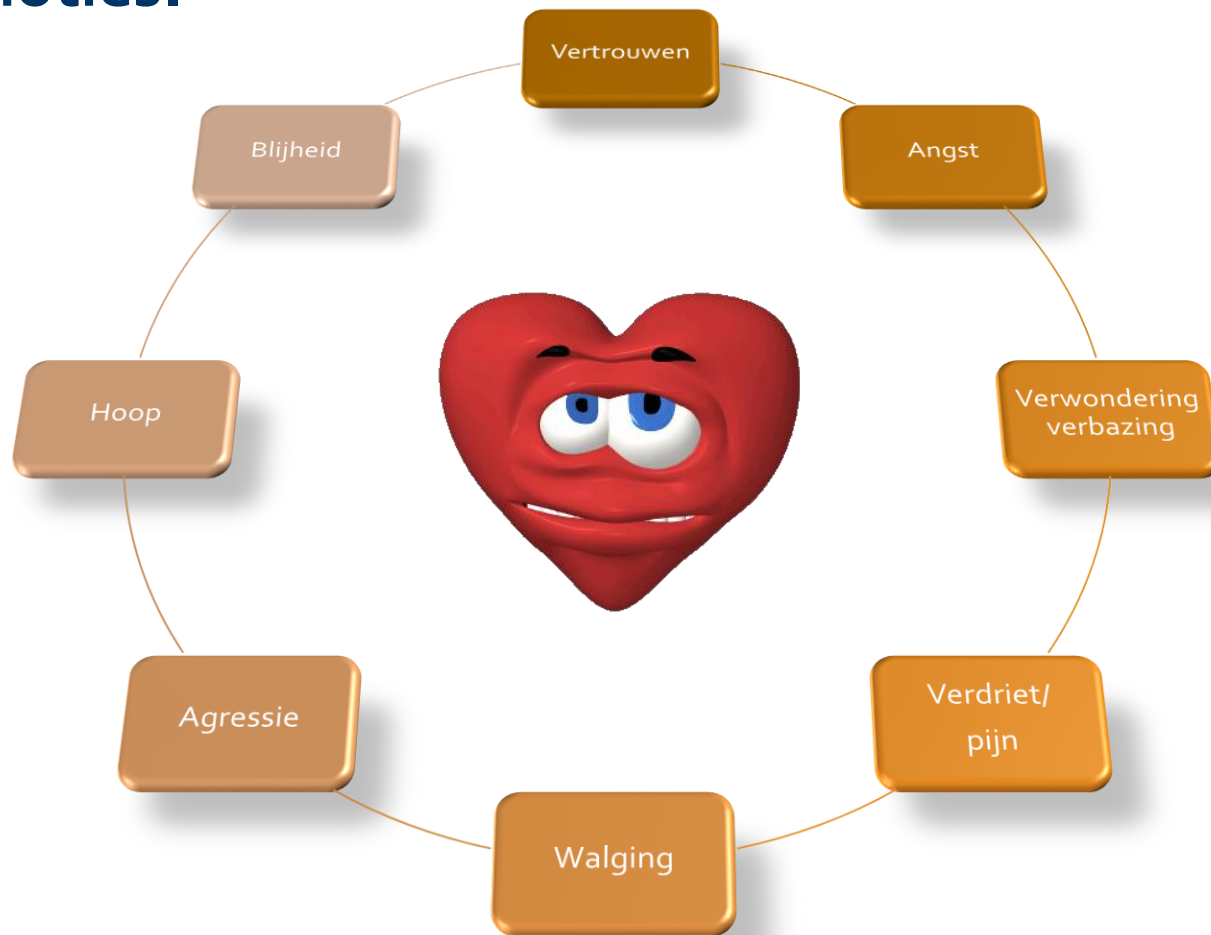 Vertrouwen
Angst
Verwondering
verbazing
Verdriet/
pijn
Walging
Agressie
Hoop
Blijheid